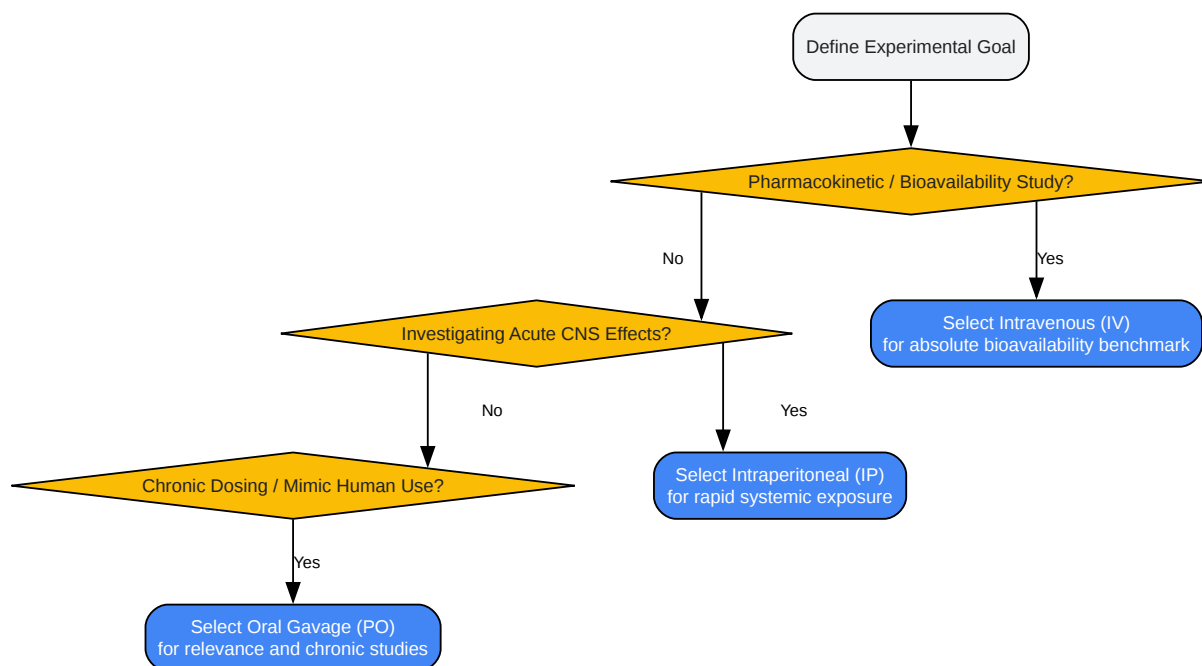 Define Experimental Goal
Pharmacokinetic / Bioavailability Study?
No
Yes
Investigating Acute CNS Effects?
Select Intravenous (IV)
for absolute bioavailability benchmark
No
Yes
Chronic Dosing / Mimic Human Use?
Select Intraperitoneal (IP)
for rapid systemic exposure
Yes
Select Oral Gavage (PO)
for relevance and chronic studies